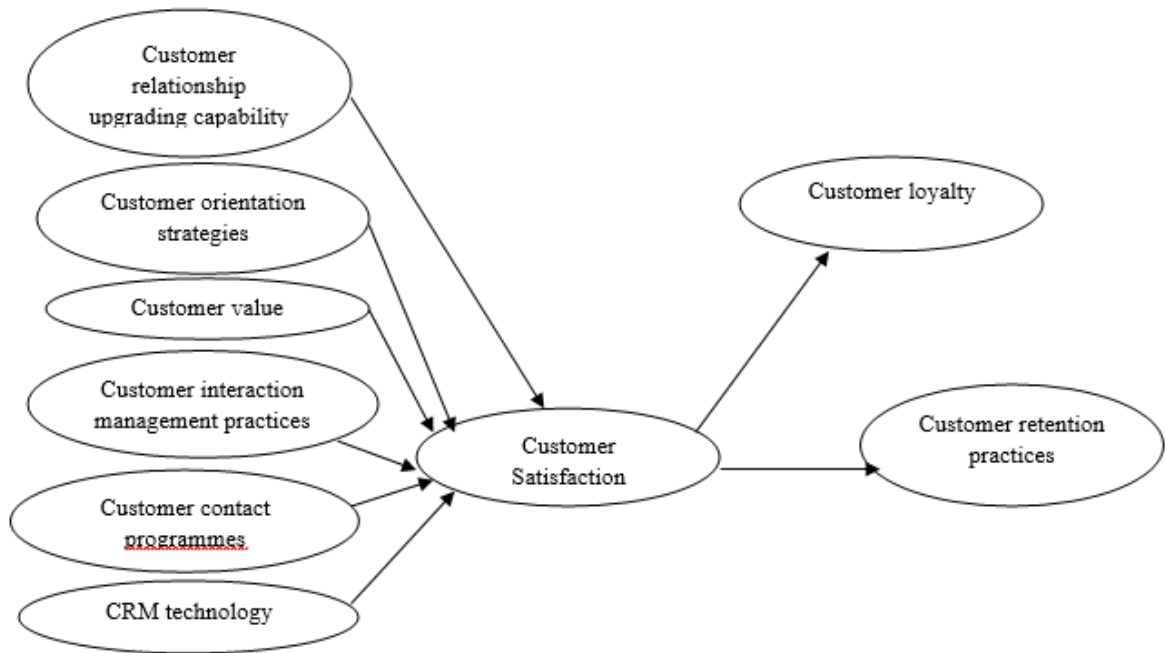 Customer
relationship
upgrading capability
Customer orientation
strategies
Customer value
Customer interaction
management practices
Customer contact
programmes
CRM technology
Customer
Satisfaction
Customer loyalty
Customer retention
practices